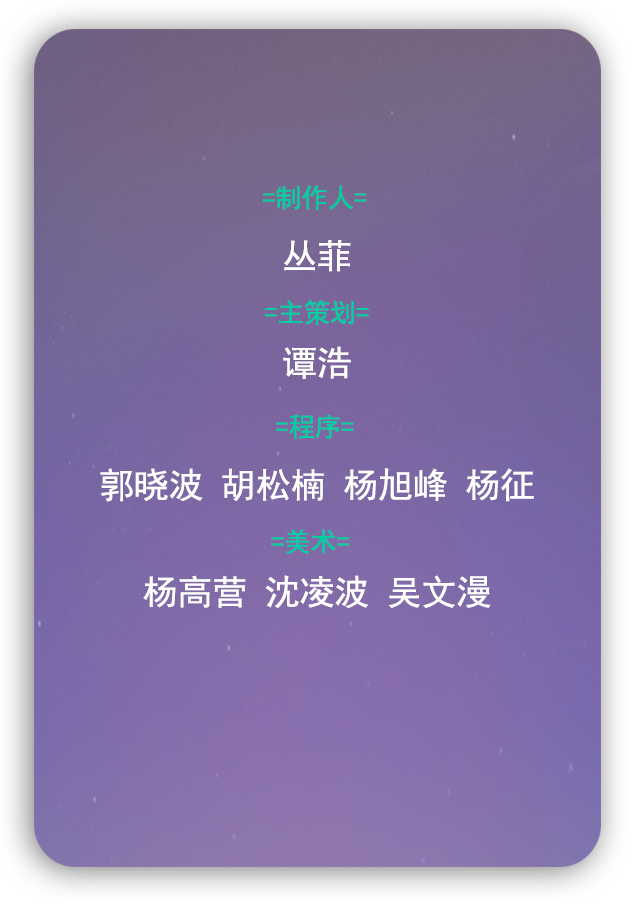 =制作人=
丛菲
=主策划=
谭浩
=程序=
郭晓波 胡松楠 杨旭峰 杨征
=美术=
杨高营 沈凌波 吴文漫